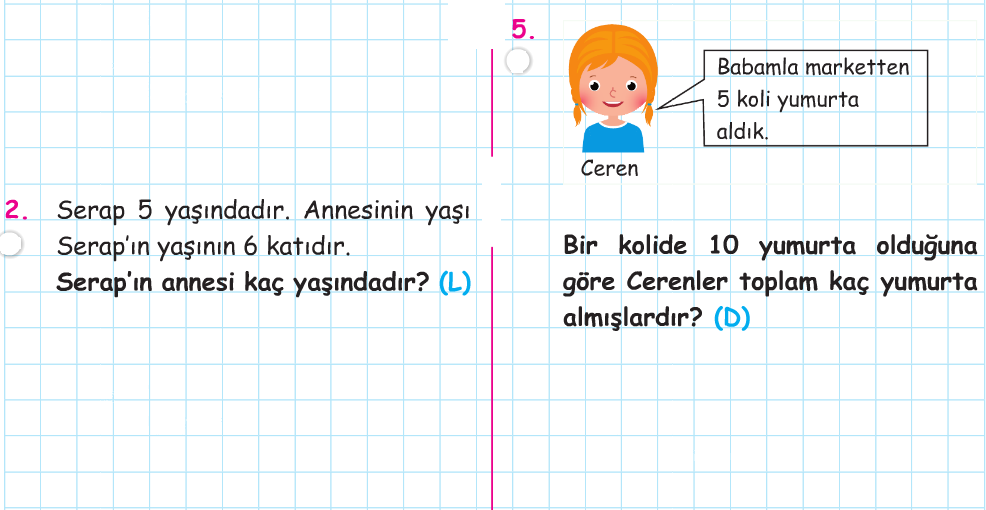 2. Serap 5 yaşındadır. Annesinin yaşı
Serap'ın yaşının 6 katıdır.
Serap'ın annesi kaç yaşındadır? (L)
5.
Babamla marketten
5 koli yumurta
aldık.
Ceren
Bir kolide 10 yumurta olduğuna
göre Cerenler toplam kaç yumurta
almışlardır? (D)